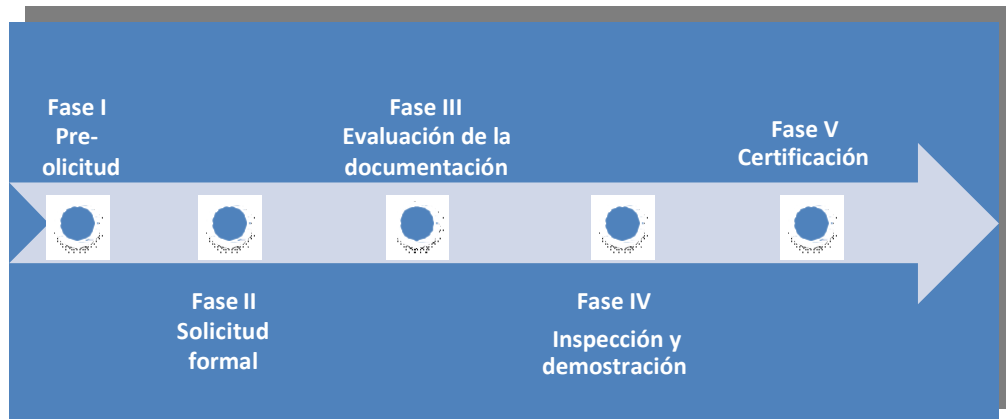 Fase I
Pre-
olicitud
Fase II
Solicitud
formal
Fase III
Evaluación de la
documentación
Fase IV
Inspección y
demostración
Fase V
Certificación